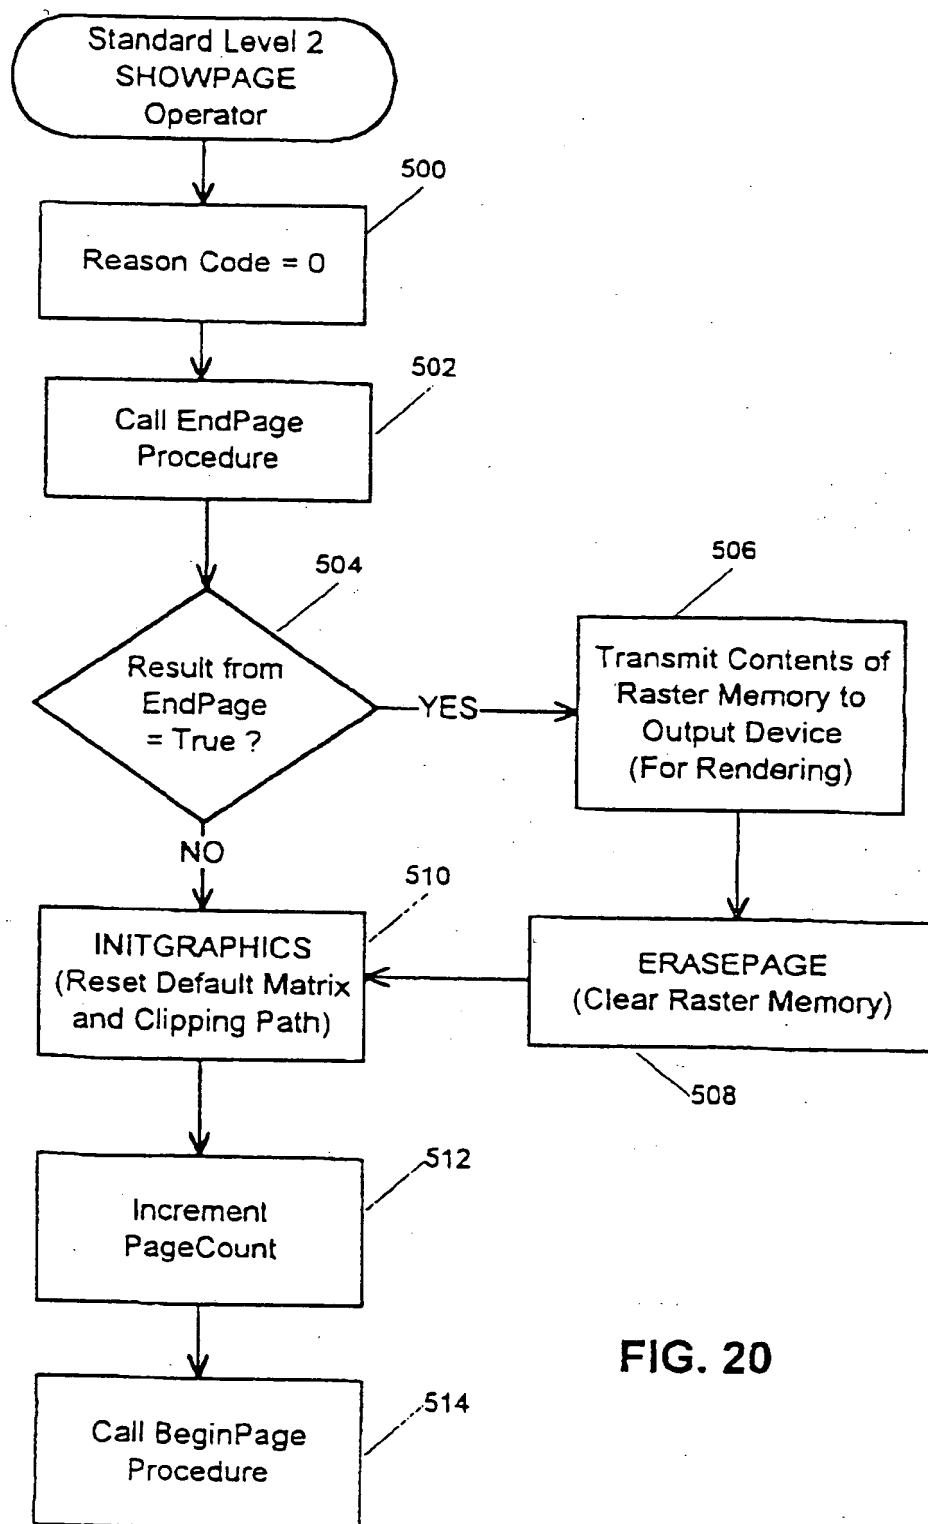 Standard Level 2
SHOWPAGE
Operator
500
Reason Code = 0
502
Call EndPage
Procedure
504
Result from
EndPage
= True ?
YES
506
Transmit Contents of
Raster Memory to
Output Device
(For Rendering)
NO
510
INITGRAPHICS
(Reset Default Matrix
and Clipping Path)
ERASEPAGE
(Clear Raster Memory)
508
512
Increment
PageCount
FIG. 20
514
Call BeginPage
Procedure